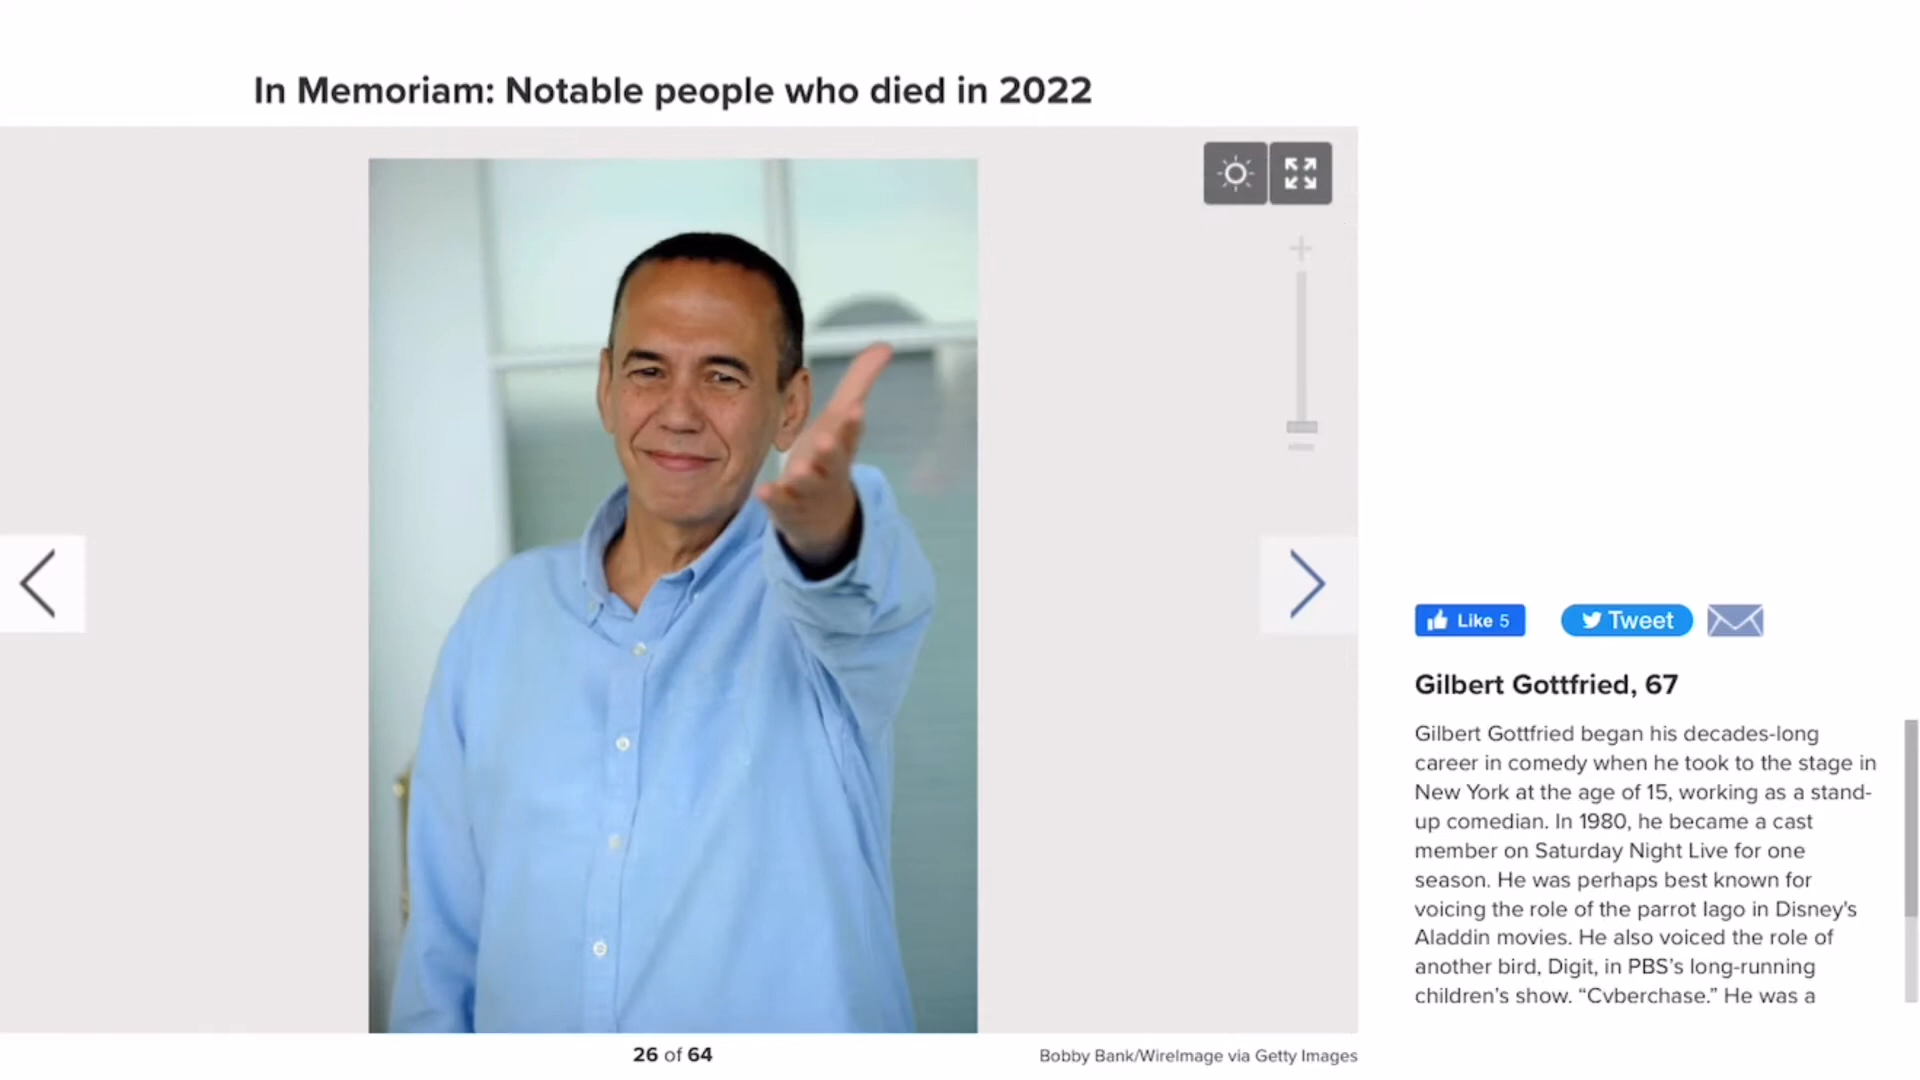 In Memoriam: Notable people who died in 2022
Like 5
Tweet
Gilbert Gottfried, 67
Gilbert Gottfried began his decades-long
career in comedy when he took to the stage in
New York at the age of 15, working as a stand-
up comedian. In 1980, he became a cast
member on Saturday Night Live for one
season. He was perhaps best known for
voicing the role of the parrot Iago in Disney's
Aladdin movies. He also voiced the role of
another bird, Digit, in PBS’s long-running
children’s show. “Cyberchase.” He was a
26 of 64
Bobby Bank/WireImage via Getty Images